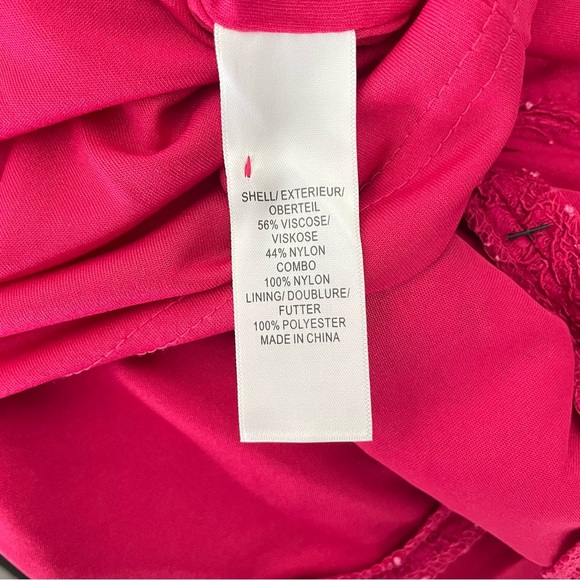 SHELL/ EXTERIEUR/
OBERTEIL
56% VISCOSE/
VISKOSE
44% NYLON
COMBO
100% NYLON
LINING/ DOUBLURE/
FUTTER
100% POLYESTER
MADE IN CHINA